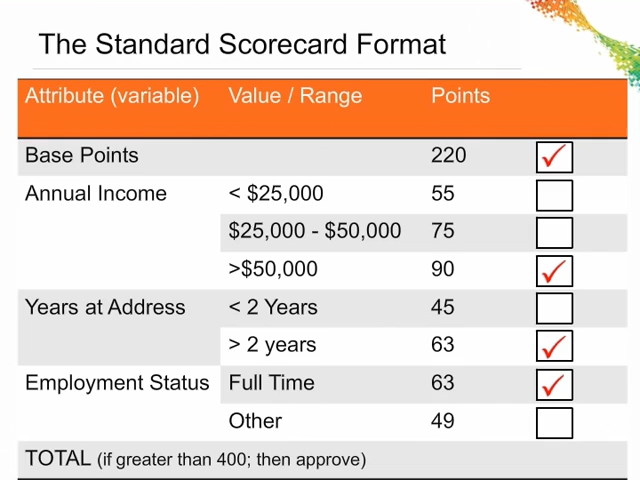 The Standard Scorecard Format
Attribute (variable) Value / Range Points
Base Points 220
Annual Income < $25,000 55
$25,000 - $50,000 75
>$50,000 90
Years at Address < 2 Years 45
> 2 years 63
Employment Status Full Time 63
Other 49
TOTAL (if greater than 400; then approve)